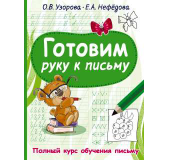 О.В. Узорова · Е.А. Нефёдова
Готовим
руку к письму
Полный курс обучения письму